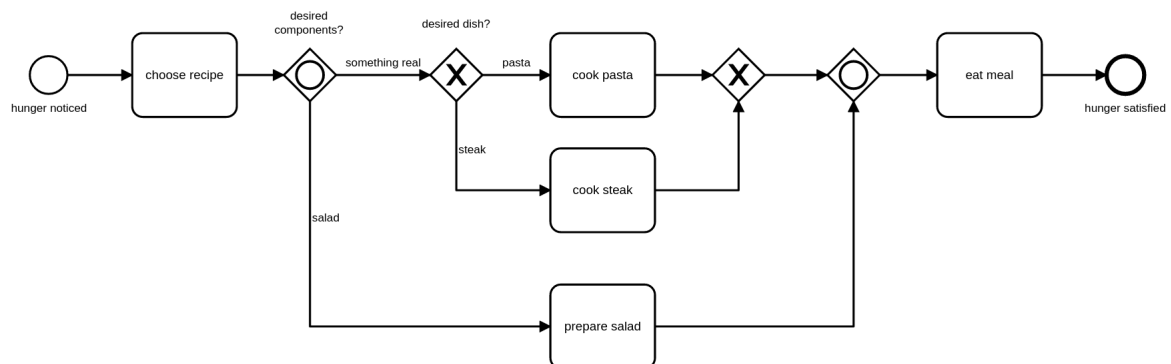 desired
components?
desired dish?
choose recipe
something real
pasta
cook pasta
eat meal
hunger noticed
hunger satisfied
steak
cook steak
salad
prepare salad